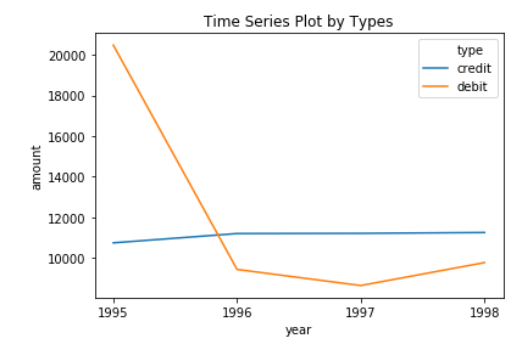 Time Series Plot by Types
type
credit
debit
20000
18000
16000
14000
12000
10000
amount
1995
1996
1997
1998
year